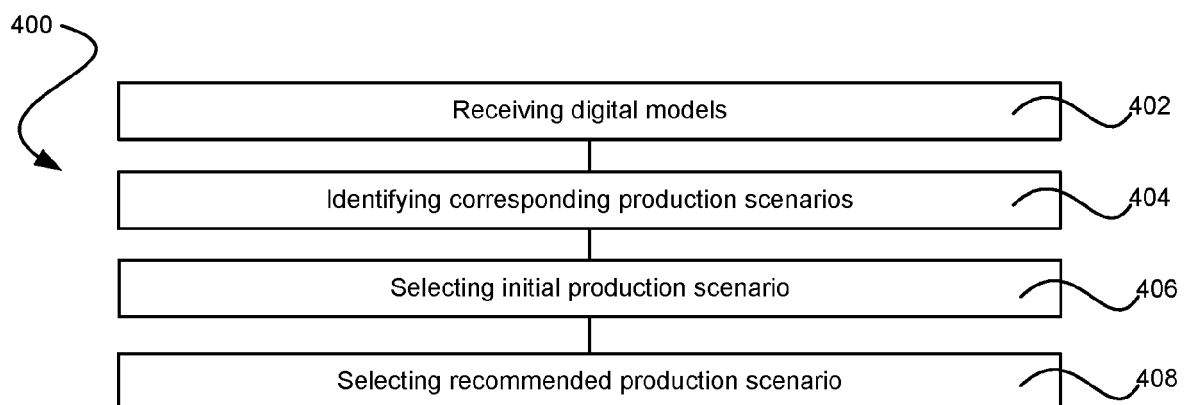 400
Receiving digital models
402
Identifying corresponding production scenarios
404
Selecting initial production scenario
406
Selecting recommended production scenario
408